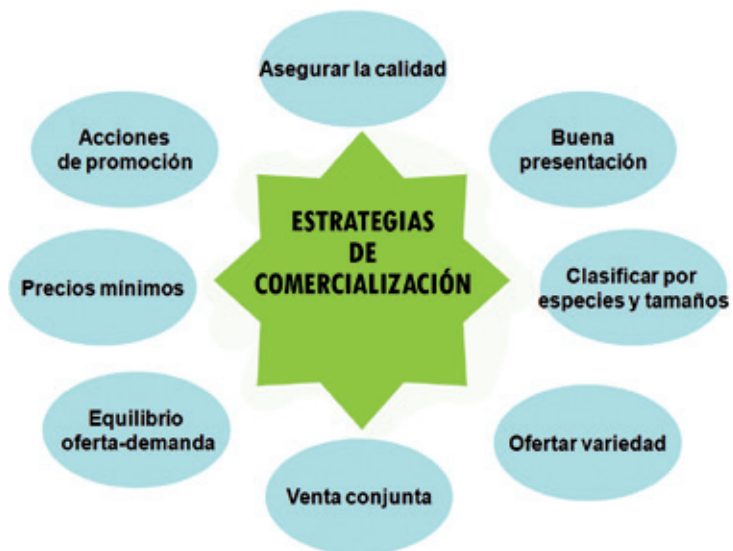 Asegurar la calidad
Acciones
de promoción
Buena
presentación
ESTRATEGIAS
DE
COMERCIALIZACIÓN
Precios mínimos
Clasificar por
especies y tamaños
Equilibrio
oferta-demanda
Ofertar variedad
Venta conjunta